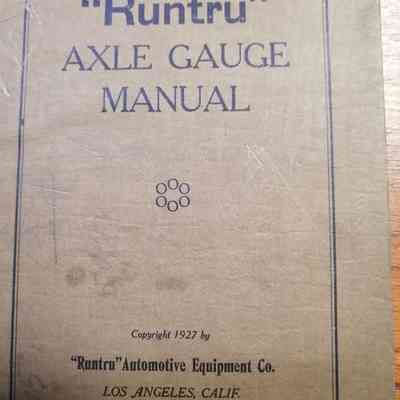 "Runtru"
AXLE GAUGE
MANUAL
Copyright 1927 by
"Runtru" Automotive Equipment Co.
LOS ANGELES, CALIF.